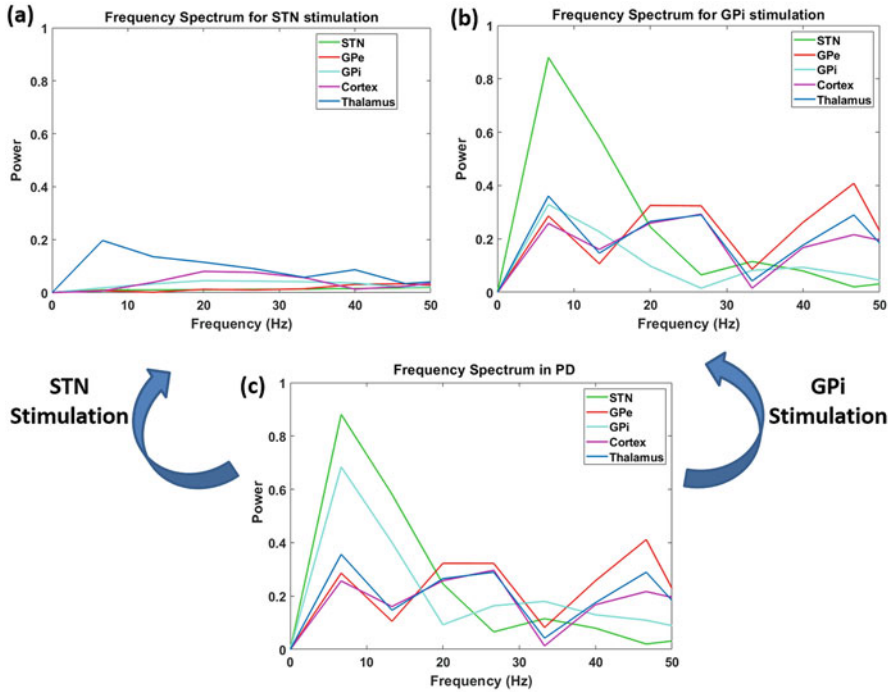 (a)
Frequency Spectrum for STN stimulation
1
0.8
0.6
0.4
0.2
0
Power
STN
GPe
GPi
Cortex
Thalamus
0 10 20 30 40 50
Frequency (Hz)
(b)
Frequency Spectrum for GPi stimulation
1
0.8
0.6
0.4
0.2
0
Power
STN
GPe
GPi
Cortex
Thalamus
0 10 20 30 40 50
Frequency (Hz)
STN
Stimulation
(c)
Frequency Spectrum in PD
1
0.8
0.6
0.4
0.2
0
Power
STN
GPe
GPi
Cortex
Thalamus
0 10 20 30 40 50
Frequency (Hz)
GPi
Stimulation